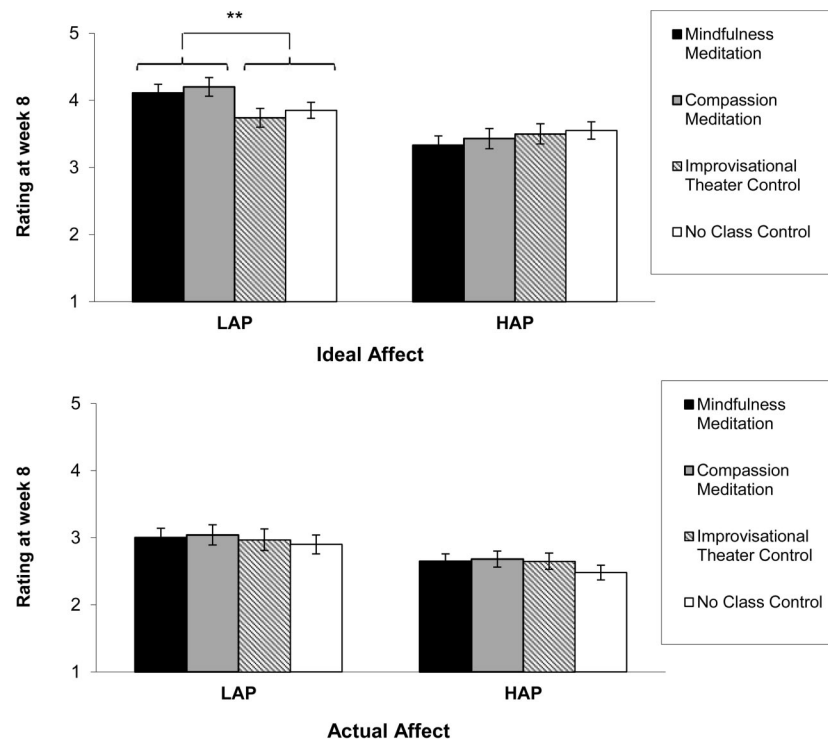 **
5
4
3
2
1
Rating at week 8
LAP
HAP
Ideal Affect
Mindfulness
Meditation
Compassion
Meditation
Improvisational
Theater Control
No Class Control
5
4
3
2
1
Rating at week 8
LAP
HAP
Actual Affect
Mindfulness
Meditation
Compassion
Meditation
Improvisational
Theater Control
No Class Control